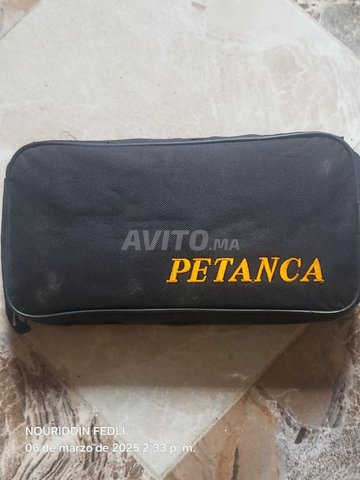 AVITO.MA
PETANCA
NOURIDDIN FEDLI
06 de marzo de 2025 2:33 p. m.